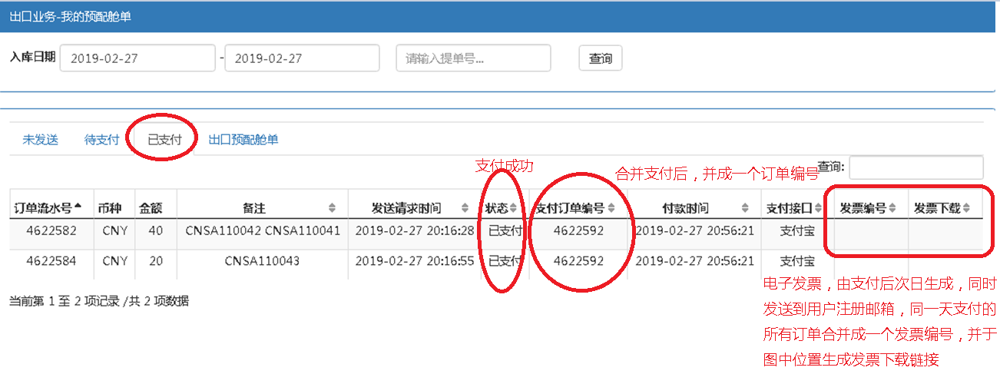 出口业务-我的预配舱单
入库日期 2019-02-27 - 2019-02-27 请输入提单号... 查询
未发送 待支付 已支付 出口预配舱单
支付成功 合并支付后，并成一个订单编号 查询:
订单流水号 币种 金额 备注 发送请求时间 状态 支付订单编号 付款时间 支付接口 发票编号 发票下载
4622582 CNY 40 CNSA110042 CNSA110041 2019-02-27 20:16:28 已支付 4622592 2019-02-27 20:56:21 支付宝
4622584 CNY 20 CNSA110043 2019-02-27 20:16:55 已支付 4622592 2019-02-27 20:56:21 支付宝
当前第 1 至 2 项记录 /共 2 项数据
电子发票，由支付后次日生成，同时
发送到用户注册邮箱，同一天支付的
所有订单合并成一个发票编号，并于
图中位置生成发票下载链接